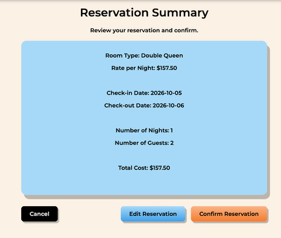 Reservation Summary
Review your reservation and confirm.
Room Type: Double Queen
Rate per Night: $157.50
Check-in Date: 2026-10-05
Check-out Date: 2026-10-06
Number of Nights: 1
Number of Guests: 2
Total Cost: $157.50
Cancel
Edit Reservation
Confirm Reservation